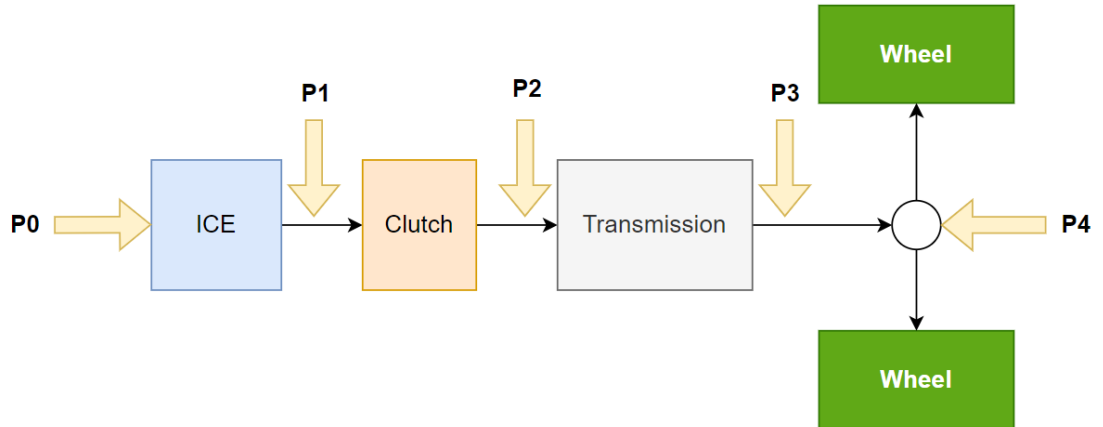 Wheel
P1
P2
P3
P0
ICE
Clutch
Transmission
P4
Wheel